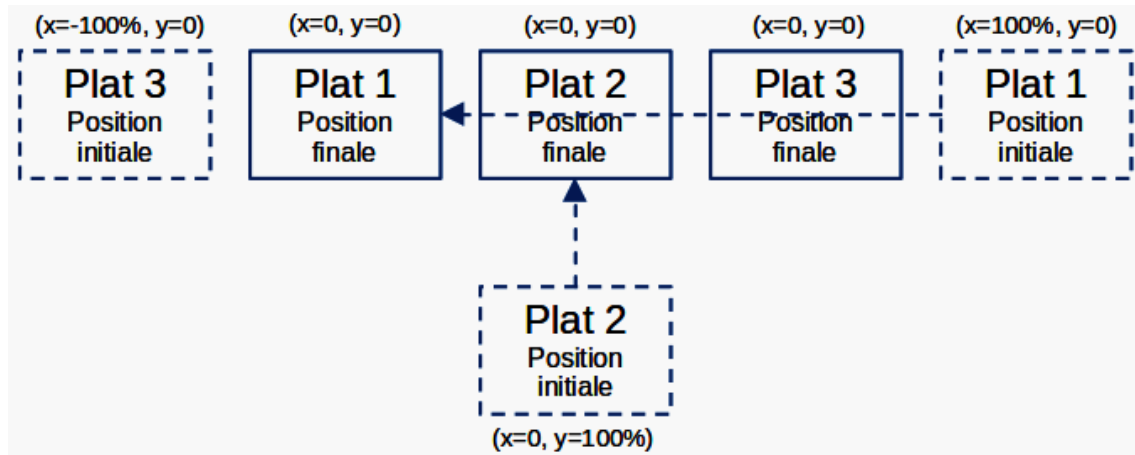 (x=-100%, y=0)
(x=0, y=0)
(x=0, y=0)
(x=0, y=0)
(x=100%, y=0)
Plat 3
Position
initiale
Plat 1
Position
finale
Plat 2
Position
finale
Plat 3
Position
finale
Plat 1
Position
initiale
Plat 2
Position
initiale
(x=0, y=100%)